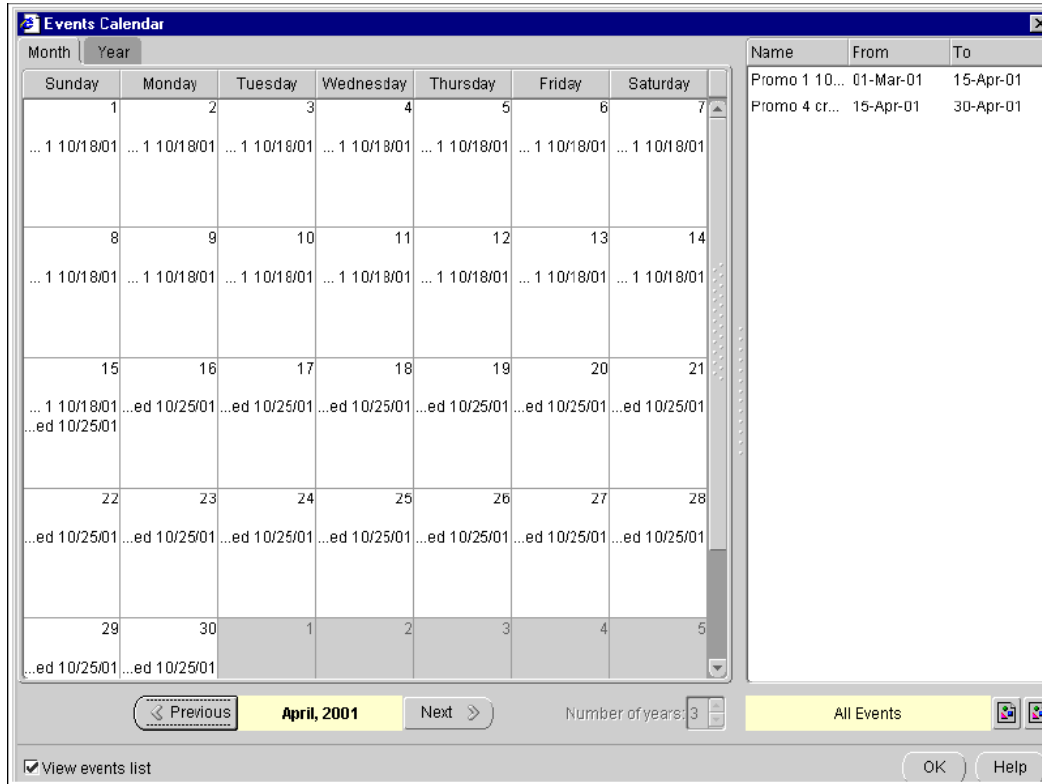 Events Calendar
Month Year
Name From To
Sunday Monday Tuesday Wednesday Thursday Friday Saturday
Promo 1 10... 01-Mar-01 15-Apr-01
Promo 4 cr... 15-Apr-01 30-Apr-01
1 2 3 4 5 6 7
... 1 10/18/01 ... 1 10/18/01 ... 1 10/18/01 ... 1 10/18/01 ... 1 10/18/01 ... 1 10/18/01 ... 1 10/18/01
8 9 10 11 12 13 14
... 1 10/18/01 ... 1 10/18/01 ... 1 10/18/01 ... 1 10/18/01 ... 1 10/18/01 ... 1 10/18/01 ... 1 10/18/01
15 16 17 18 19 20 21
... 1 10/18/01 ...ed 10/25/01 ...ed 10/25/01 ...ed 10/25/01 ...ed 10/25/01 ...ed 10/25/01 ...ed 10/25/01
...ed 10/25/01
22 23 24 25 26 27 28
...ed 10/25/01 ...ed 10/25/01 ...ed 10/25/01 ...ed 10/25/01 ...ed 10/25/01 ...ed 10/25/01 ...ed 10/25/01
29 30 1 2 3 4 5
...ed 10/25/01 ...ed 10/25/01
Previous April, 2001 Next Number of years: 3 All Events
View events list OK Help